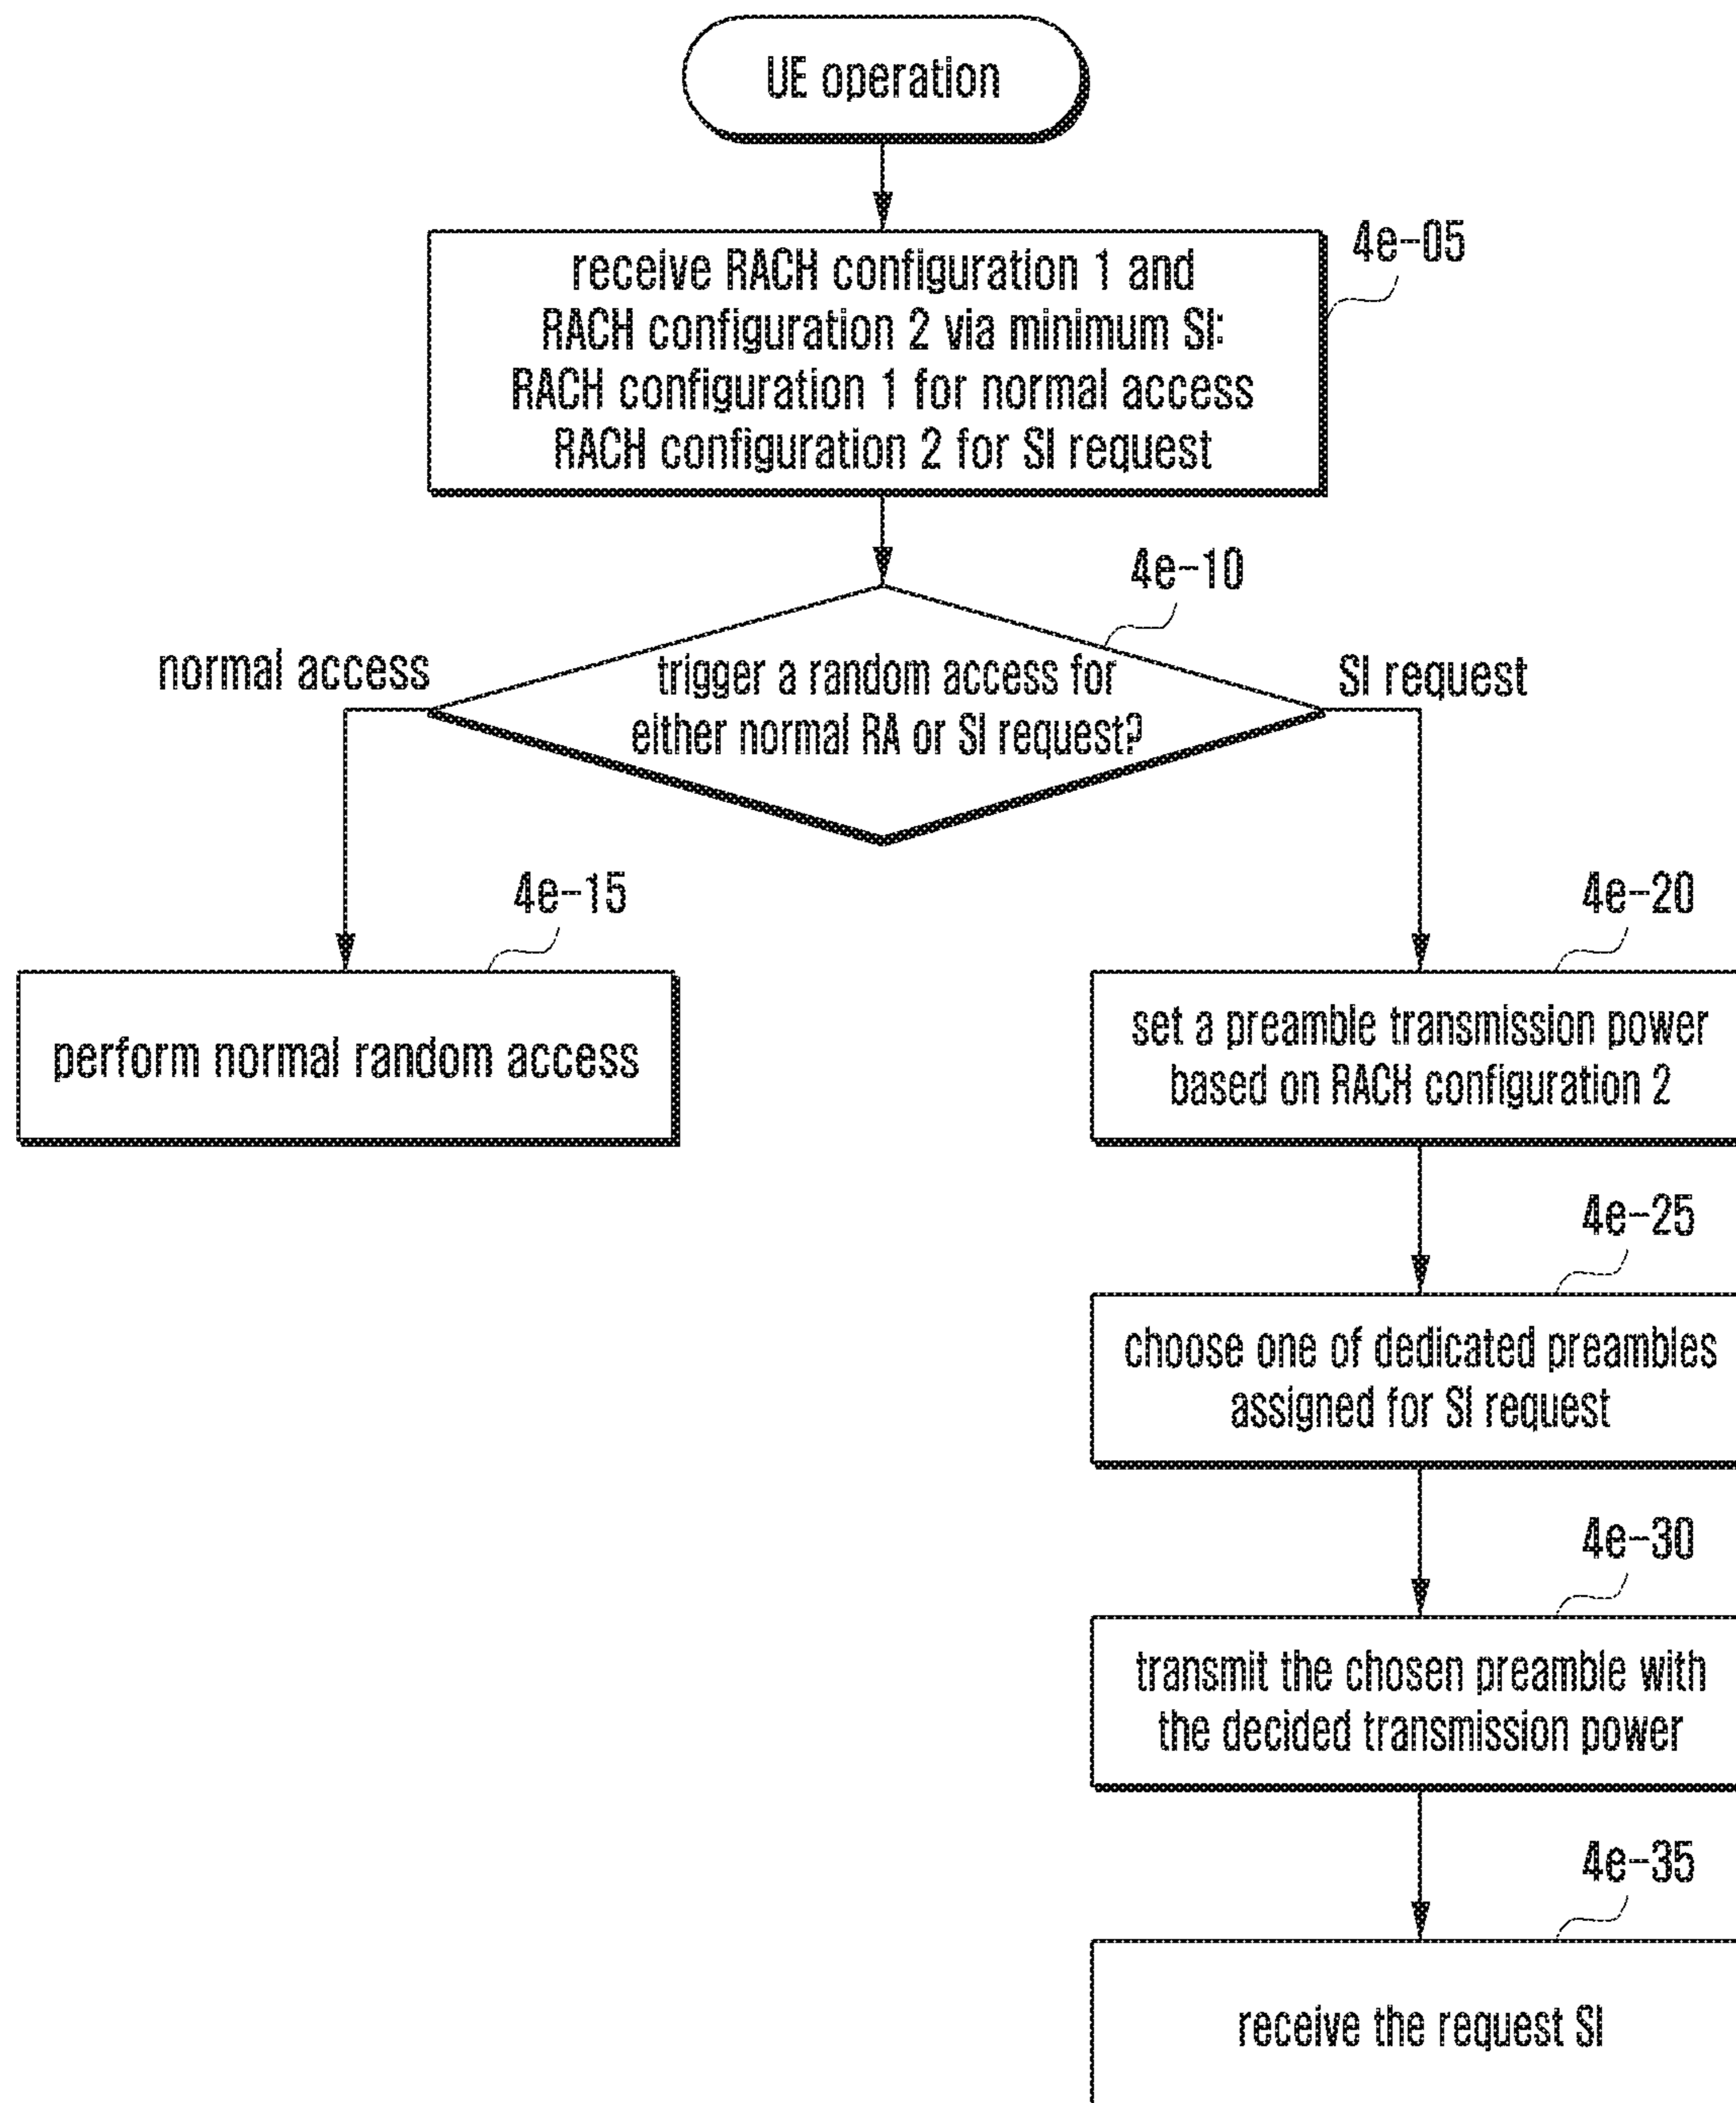 UE operation
4e-05
receive RACH configuration 1 and
RACH configuration 2 via minimum SI:
RACH configuration 1 for normal access
RACH configuration 2 for SI request
4e-10
normal access
trigger a random access for
either normal RA or SI request?
SI request
4e-15
perform normal random access
4e-20
set a preamble transmission power
based on RACH configuration 2
4e-25
choose one of dedicated preambles
assigned for SI request
4e-30
transmit the chosen preamble with
the decided transmission power
4e-35
receive the request SI